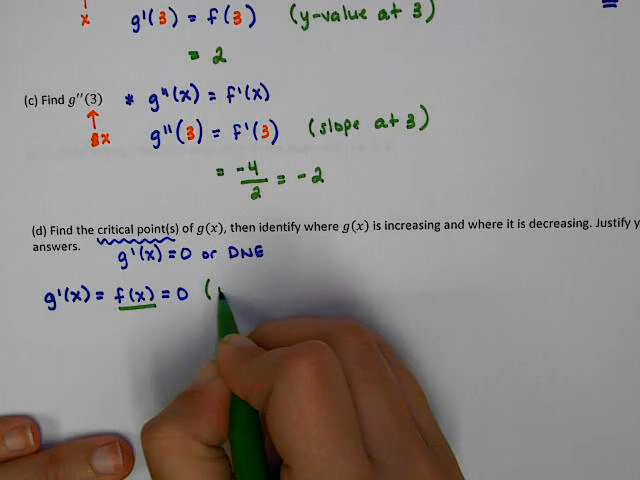 x g'(3) = f(3) (y-value at 3)
= 2
(c) Find g''(3) * g''(x) = f'(x)
x g''(3) = f'(3) (slope at 3)
= -4/2 = -2
(d) Find the critical point(s) of g(x), then identify where g(x) is increasing and where it is decreasing. Justify y
answers.
g'(x) = 0 or DNE
g'(x) = f(x) = 0 (